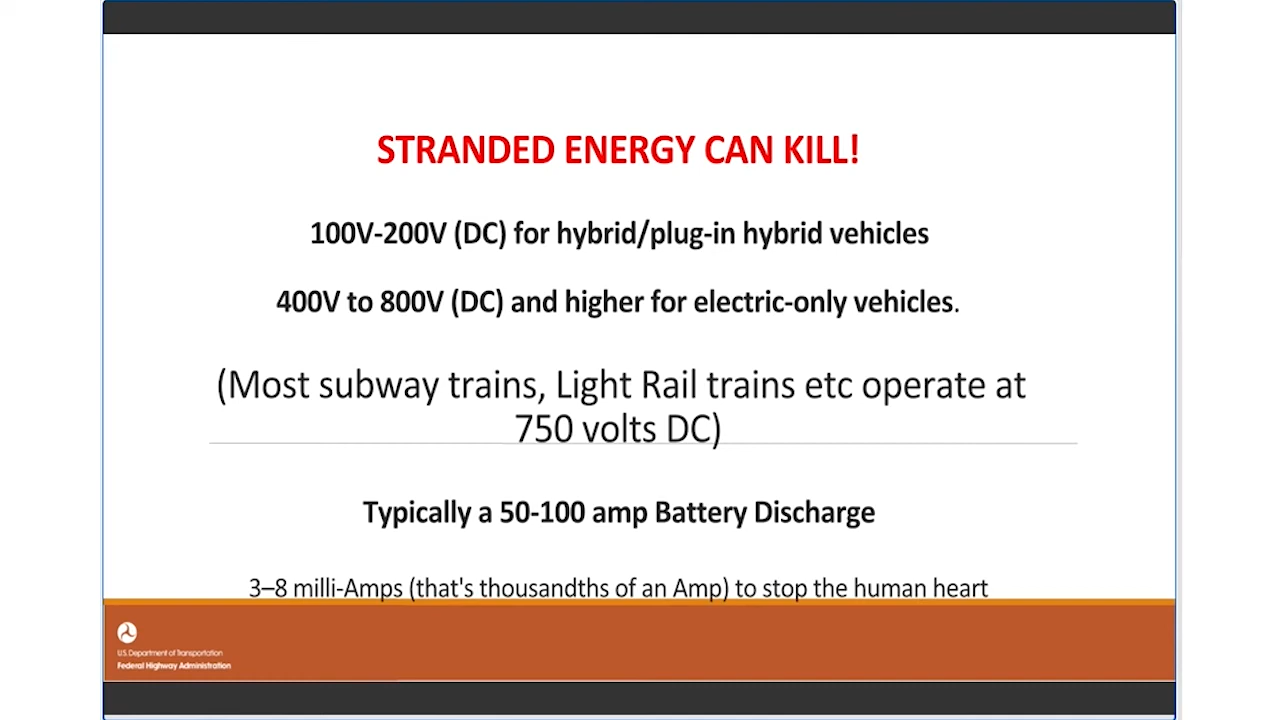 STRANDED ENERGY CAN KILL!
100V-200V (DC) for hybrid/plug-in hybrid vehicles
400V to 800V (DC) and higher for electric-only vehicles.
(Most subway trains, Light Rail trains etc operate at
750 volts DC)
Typically a 50-100 amp Battery Discharge
3–8 milli-Amps (that's thousandths of an Amp) to stop the human heart
U.S. Department of Transportation
Federal Highway Administration